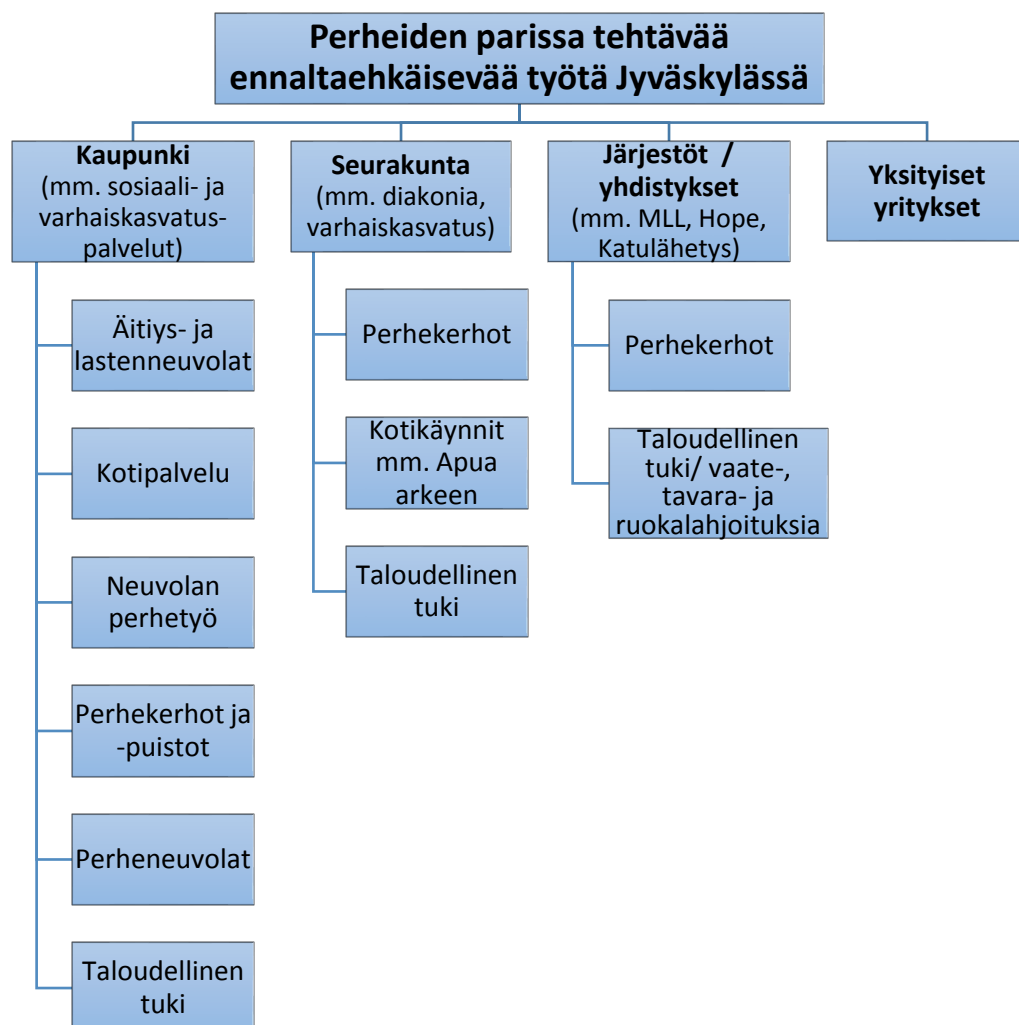 Perheiden parissa tehtävää
ennaltaehkäisevää työtä Jyväskylässä
Kaupunki
(mm. sosiaali- ja
varhaiskasvatus-
palvelut)
Äitiys- ja
lastenneuvolat
Kotipalvelu
Neuvolan
perhetyö
Perhekerhot ja
-puistot
Perheneuvolat
Taloudellinen
tuki
Seurakunta
(mm. diakonia,
varhaiskasvatus)
Perhekerhot
Kotikäynnit
mm. Apua
arkeen
Taloudellinen
tuki
Järjestöt /
yhdistykset
(mm. MLL, Hope,
Katulähetys)
Perhekerhot
Taloudellinen
tuki/ vaate-,
tavara- ja
ruokalahjoituksia
Yksityiset
yritykset